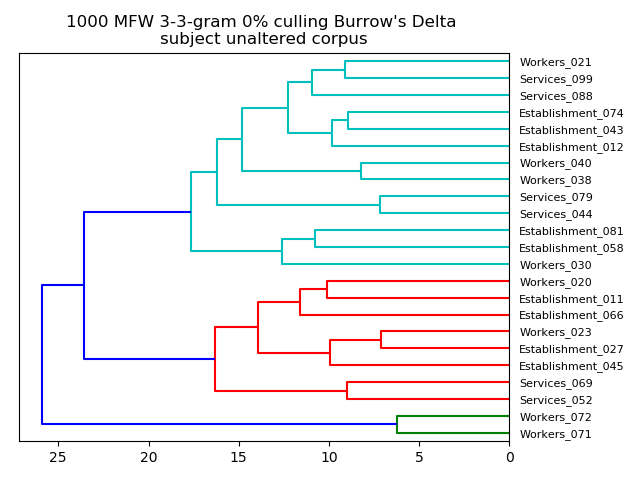 1000 MFW 3-3-gram 0% culling Burrow's Delta
subject unaltered corpus
Workers_021
Services_099
Services_088
Establishment_074
Establishment_043
Establishment_012
Workers_040
Workers_038
Services_079
Services_044
Establishment_081
Establishment_058
Workers_030
Workers_020
Establishment_011
Establishment_066
Workers_023
Establishment_027
Establishment_045
Services_069
Services_052
Workers_072
Workers_071
25 20 15 10 5 0